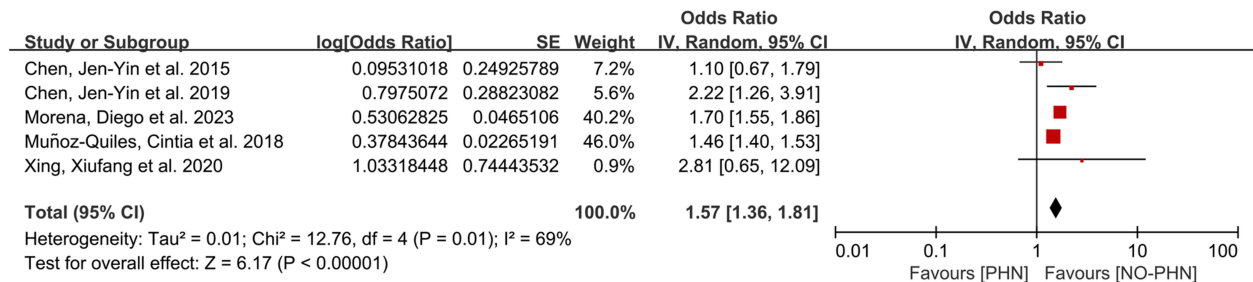 Odds Ratio Odds Ratio
Study or Subgroup log[Odds Ratio] SE Weight IV, Random, 95% CI IV, Random, 95% CI
Chen, Jen-Yin et al. 2015 0.09531018 0.24925789 7.2% 1.10 [0.67, 1.79]
Chen, Jen-Yin et al. 2019 0.7975072 0.28823082 5.6% 2.22 [1.26, 3.91]
Morena, Diego et al. 2023 0.53062825 0.0465106 40.2% 1.70 [1.55, 1.86]
Muñoz-Quiles, Cintia et al. 2018 0.37843644 0.02265191 46.0% 1.46 [1.40, 1.53]
Xing, Xiufang et al. 2020 1.03318448 0.74443532 0.9% 2.81 [0.65, 12.09]
Total (95% CI) 100.0% 1.57 [1.36, 1.81]
Heterogeneity: Tau² = 0.01; Chi² = 12.76, df = 4 (P = 0.01); I² = 69%
Test for overall effect: Z = 6.17 (P < 0.00001)
0.01 0.1 1 10 100
Favours [PHN] Favours [NO-PHN]